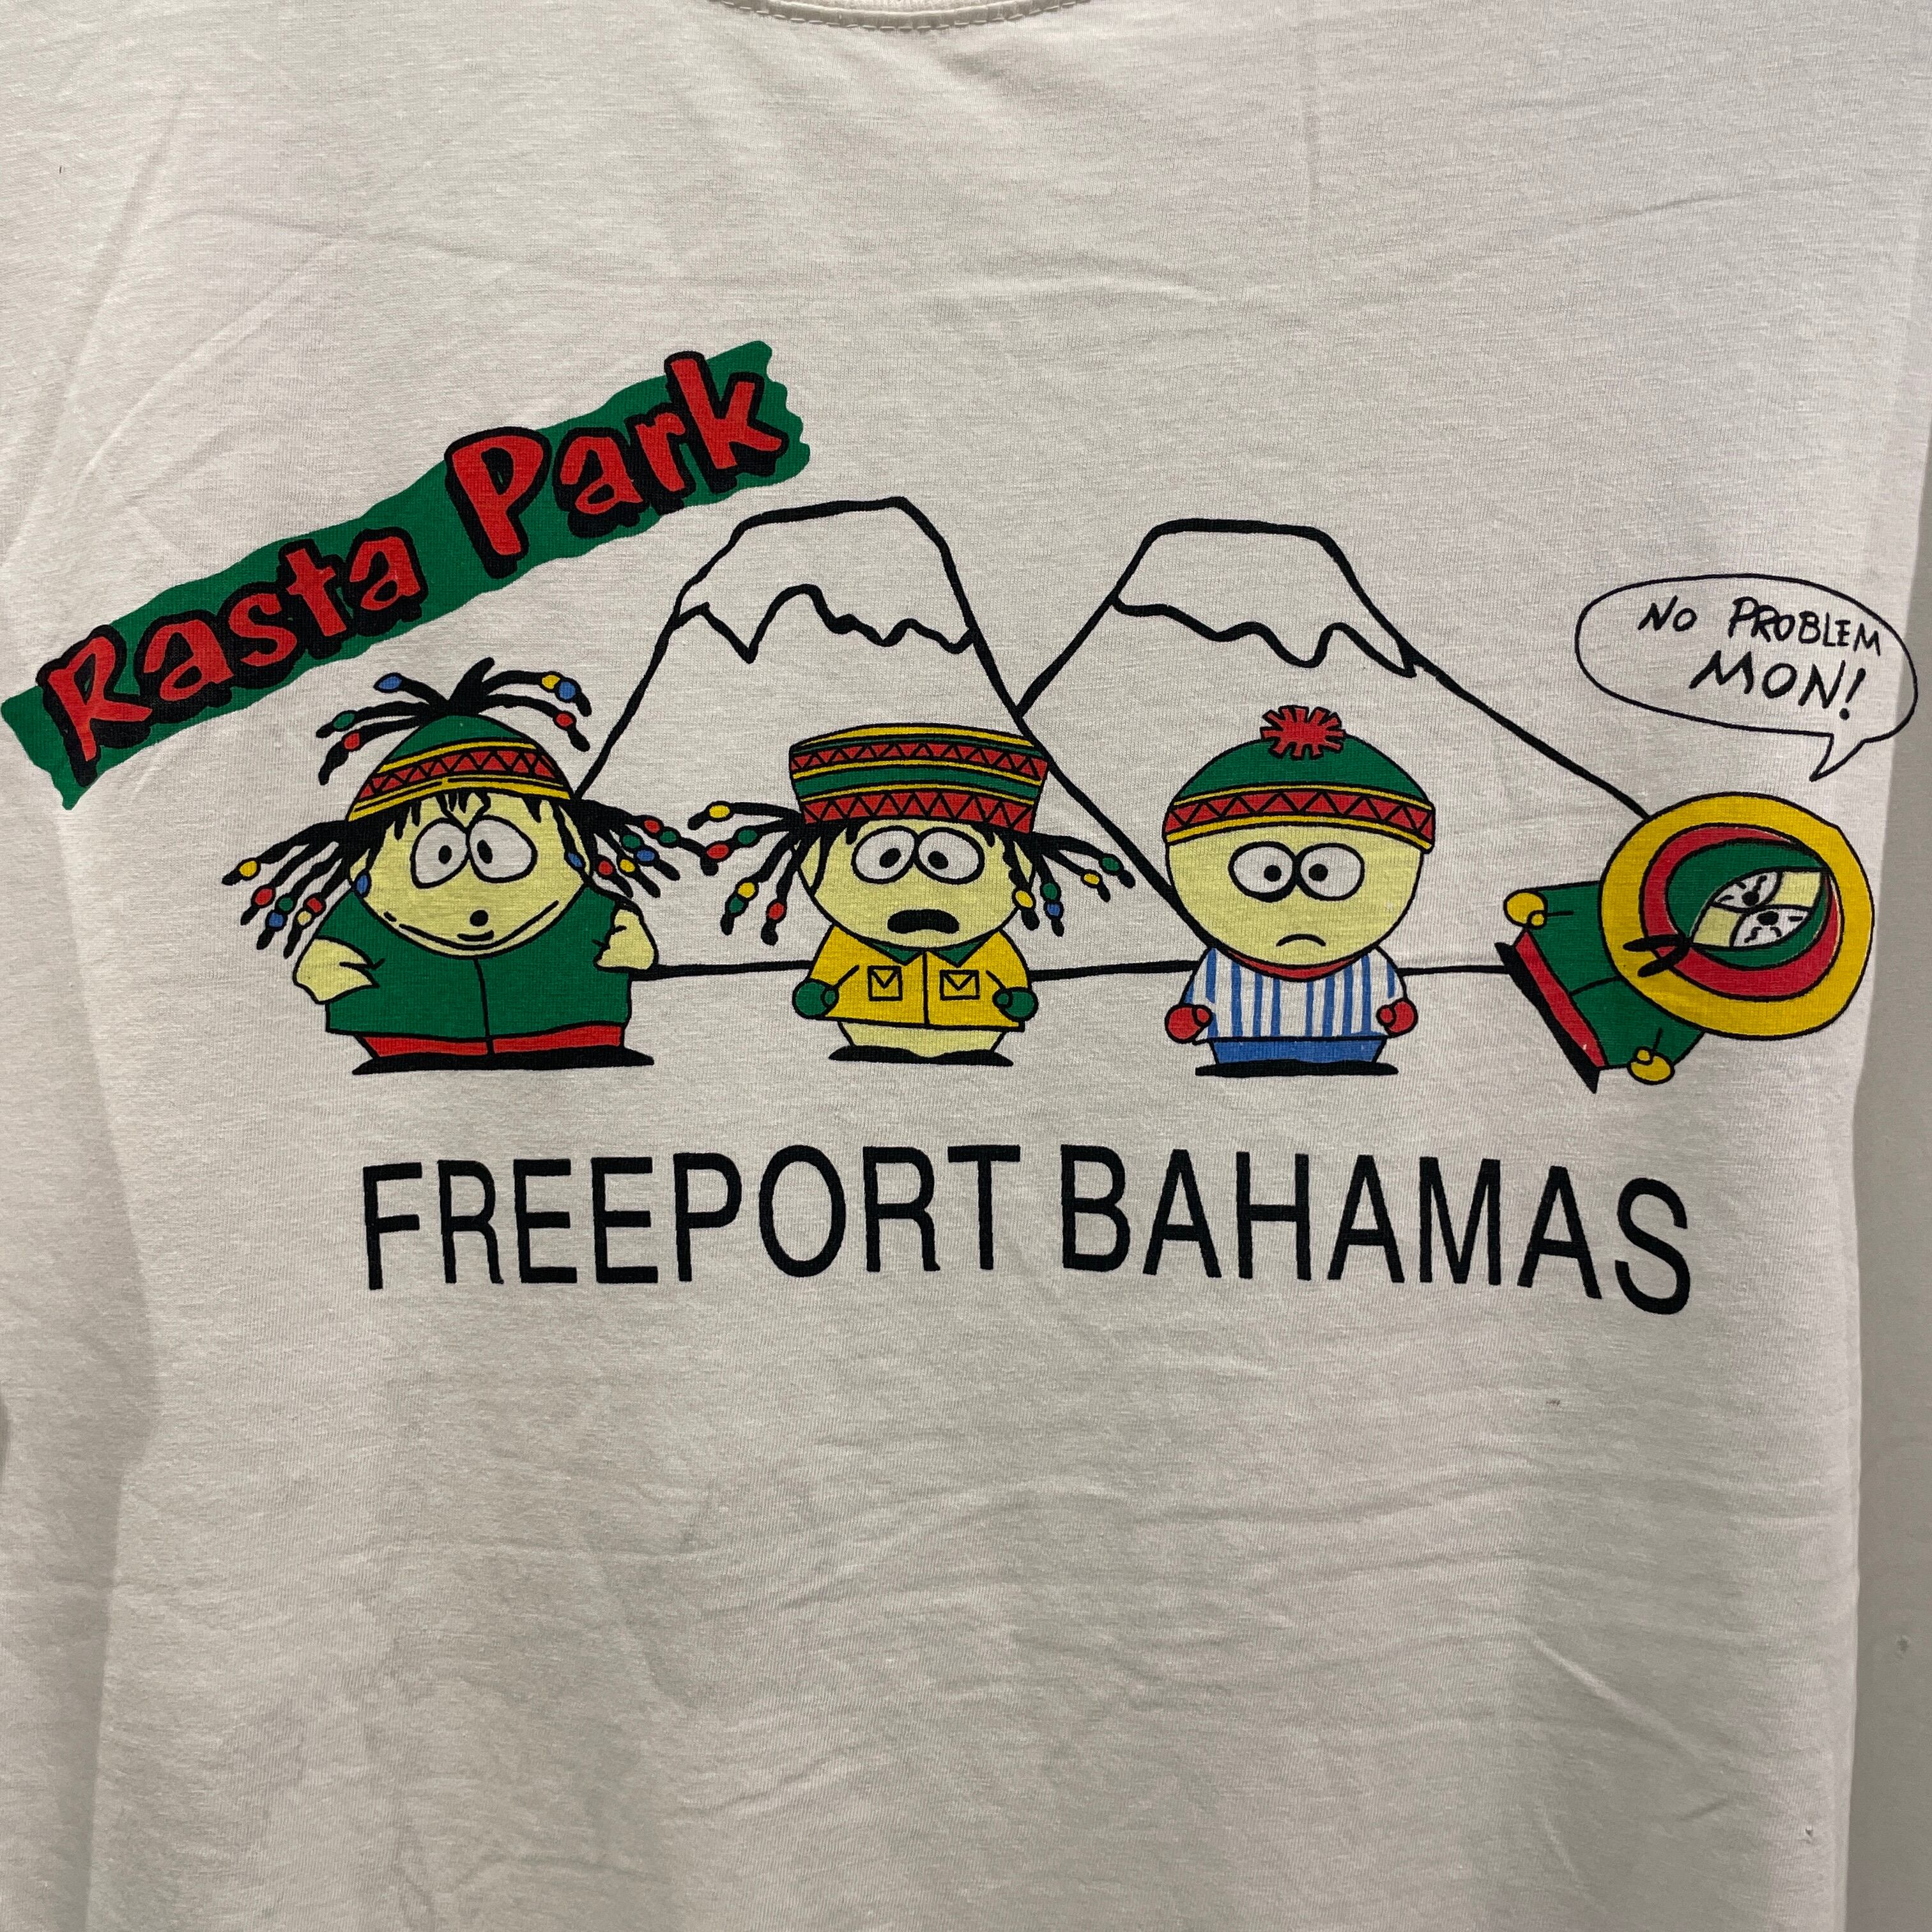 Rasta Park
NO PROBLEM
MON!
FREEPORT BAHAMAS